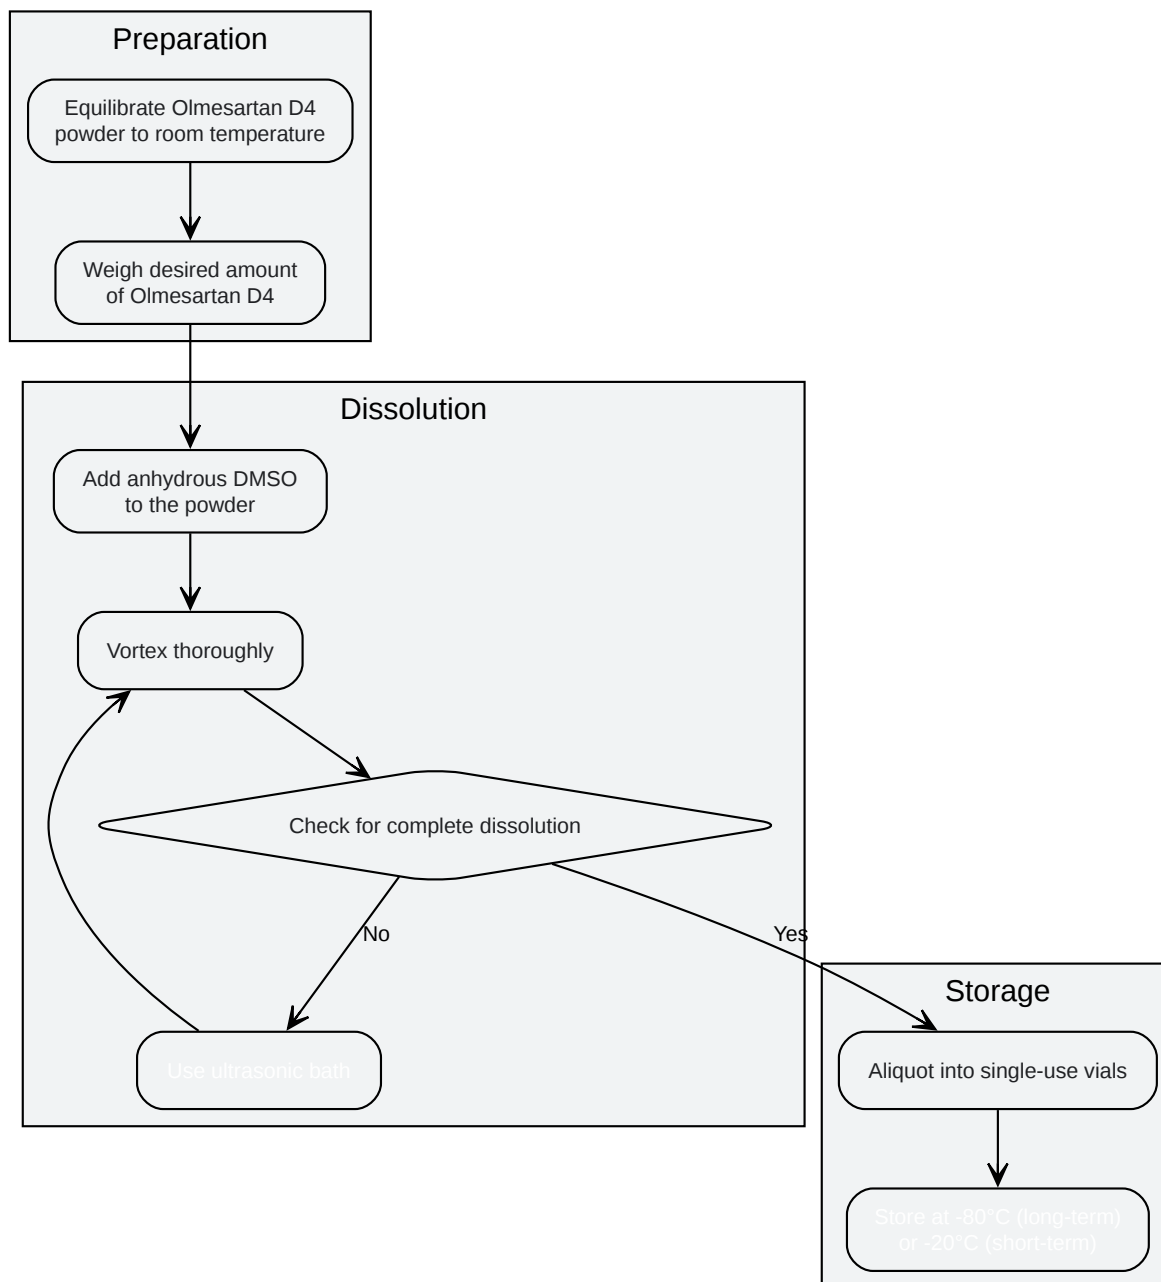 Preparation
Equilibrate Olmesartan D4
powder to room temperature
Weigh desired amount
of Olmesartan D4
Dissolution
Add anhydrous DMSO
to the powder
Vortex thoroughly
Check for complete dissolution
No
Yes
Use ultrasonic bath
Storage
Aliquot into single-use vials
Store at -80°C (long-term)
or -20°C (short-term)